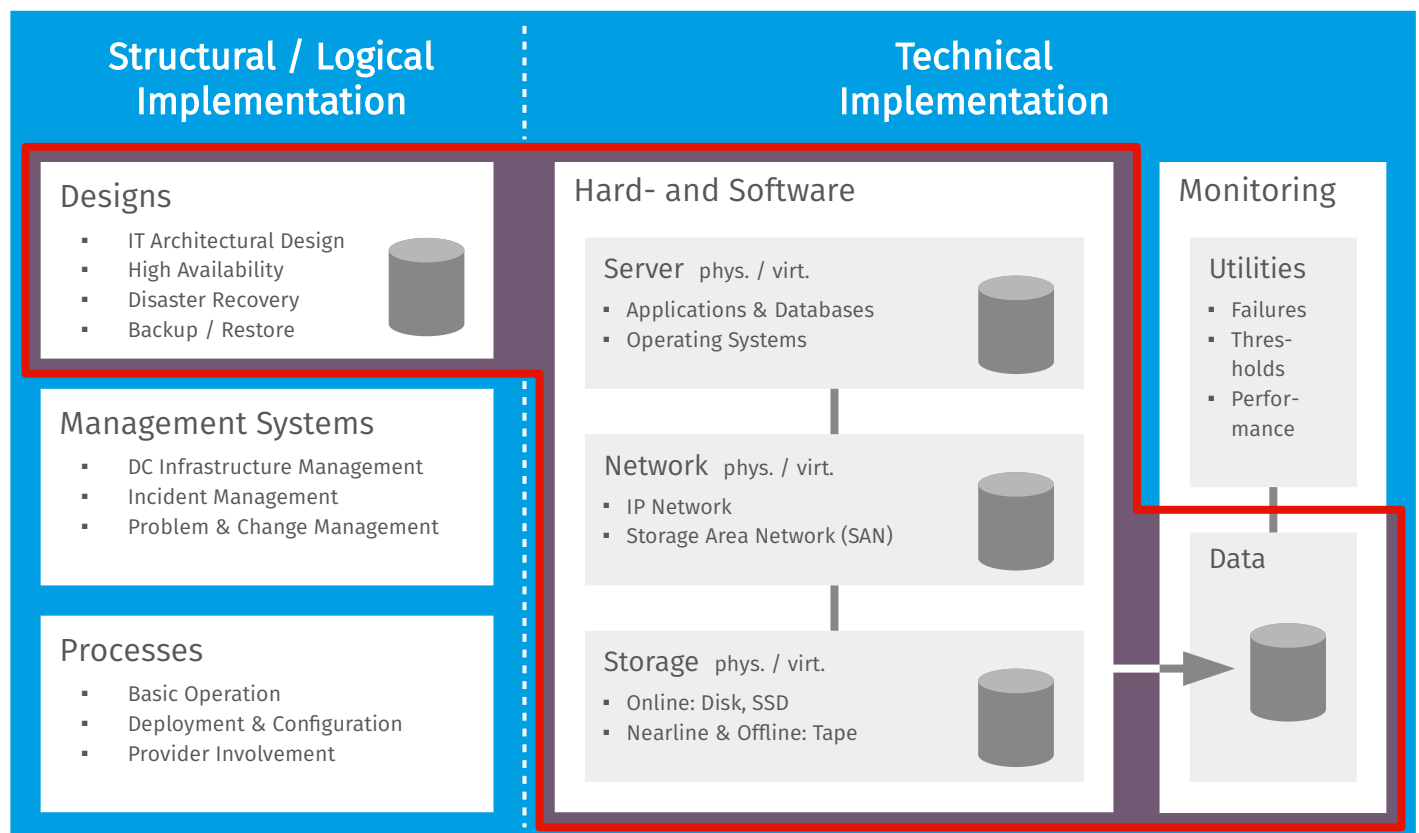 Structural / Logical
Implementation
Technical
Implementation
Designs
▪ IT Architectural Design
▪ High Availability
▪ Disaster Recovery
▪ Backup / Restore
Management Systems
▪ DC Infrastructure Management
▪ Incident Management
▪ Problem & Change Management
Processes
▪ Basic Operation
▪ Deployment & Configuration
▪ Provider Involvement
Hard- and Software
Server phys. / virt.
▪ Applications & Databases
▪ Operating Systems
Network phys. / virt.
▪ IP Network
▪ Storage Area Network (SAN)
Storage phys. / virt.
▪ Online: Disk, SSD
▪ Nearline & Offline: Tape
Monitoring
Utilities
▪ Failures
▪ Thres-
holds
▪ Perfor-
mance
Data